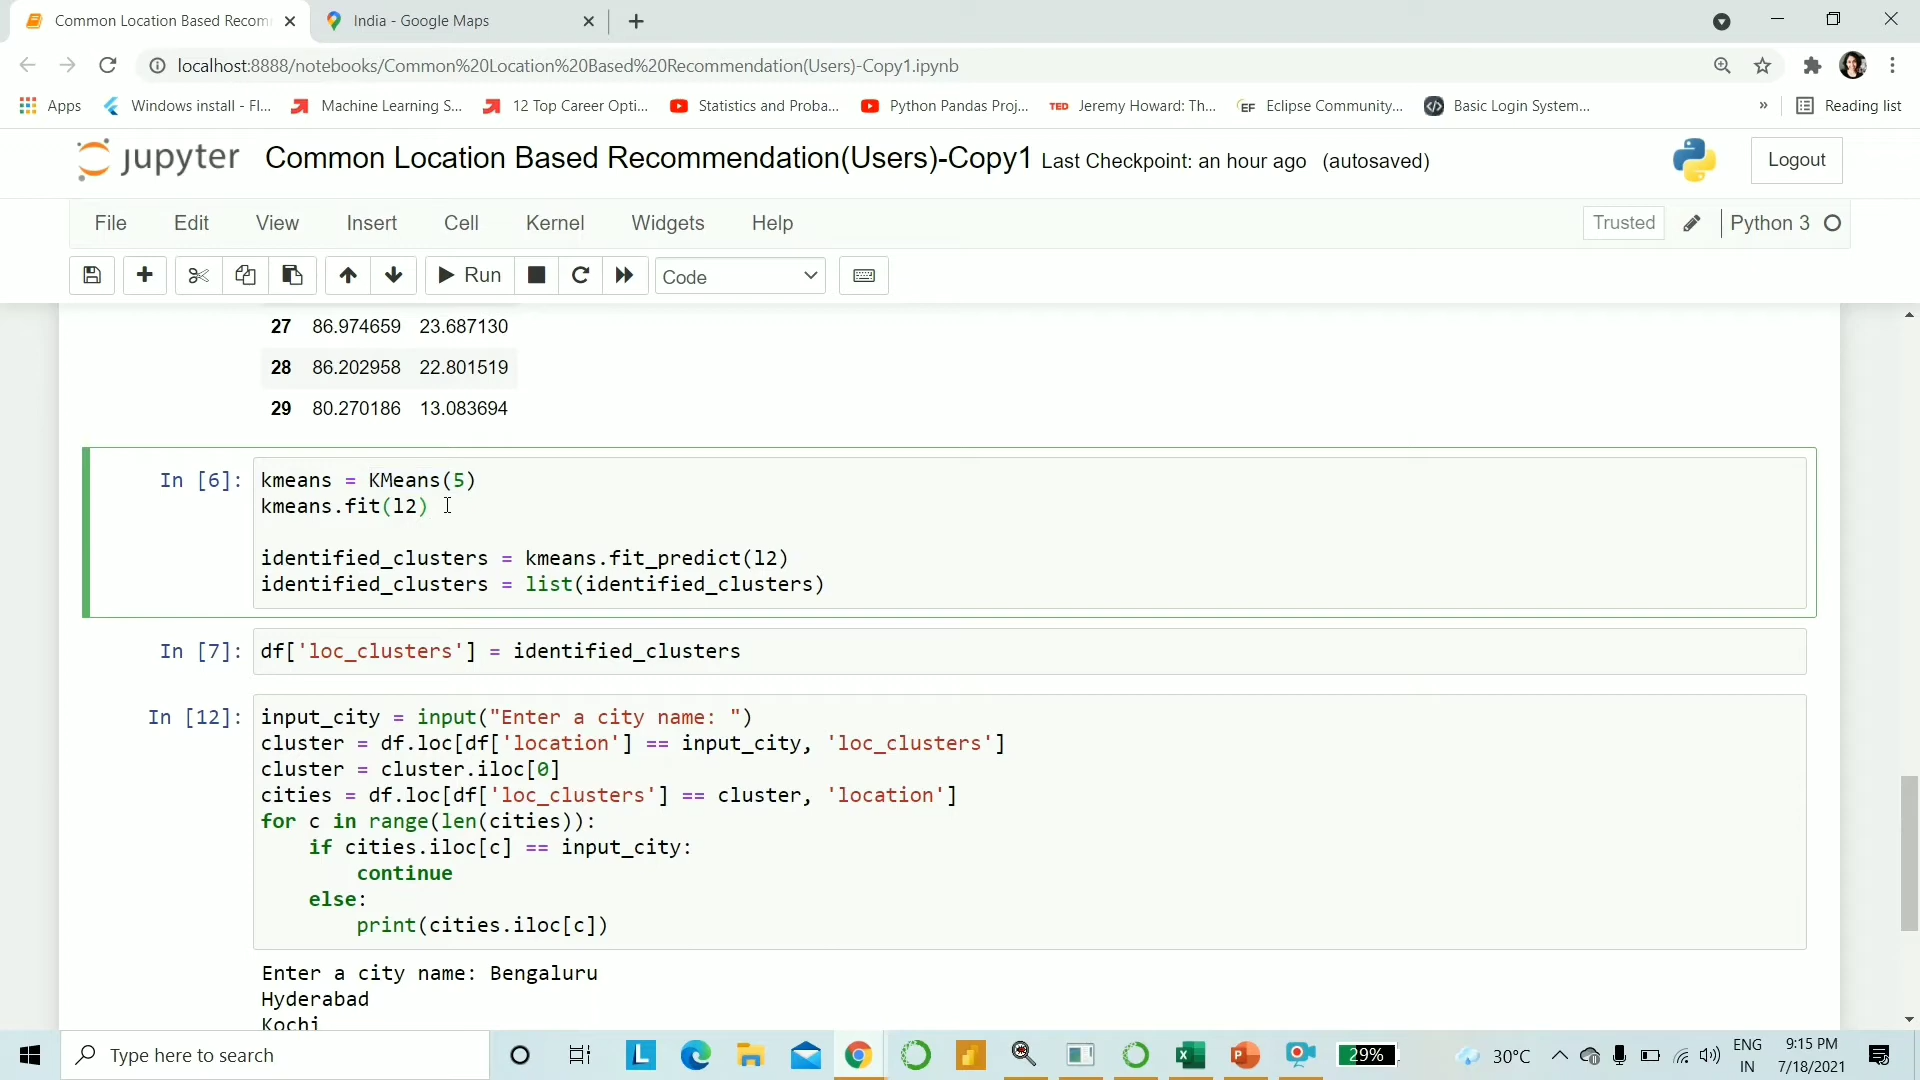 Common Location Based Recom
India - Google Maps
localhost:8888/notebooks/Common%20Location%20Based%20Recommendation(Users)-Copy1.ipynb
Apps
Windows install - Fl...
Machine Learning S...
12 Top Career Opti...
Statistics and Proba...
Python Pandas Proj...
TED
Jeremy Howard: Th...
EF
Eclipse Community...
Basic Login System...
»
Reading list
jupyter
Common Location Based Recommendation(Users)-Copy1
Last Checkpoint: an hour ago (autosaved)
Logout
File
Edit
View
Insert
Cell
Kernel
Widgets
Help
Trusted
Python 3
Run
Code
27 86.974659 23.687130
28 86.202958 22.801519
29 80.270186 13.083694
In [6]: kmeans = KMeans(5)
kmeans.fit(l2)
identified_clusters = kmeans.fit_predict(l2)
identified_clusters = list(identified_clusters)
In [7]: df['loc_clusters'] = identified_clusters
In [12]: input_city = input("Enter a city name: ")
cluster = df.loc[df['location'] == input_city, 'loc_clusters']
cluster = cluster.iloc[0]
cities = df.loc[df['loc_clusters'] == cluster, 'location']
for c in range(len(cities)):
if cities.iloc[c] == input_city:
continue
else:
print(cities.iloc[c])
Enter a city name: Bengaluru
Hyderabad
Kochi
Type here to search
L
29%
30°C
ENG
IN
9:15 PM
7/18/2021